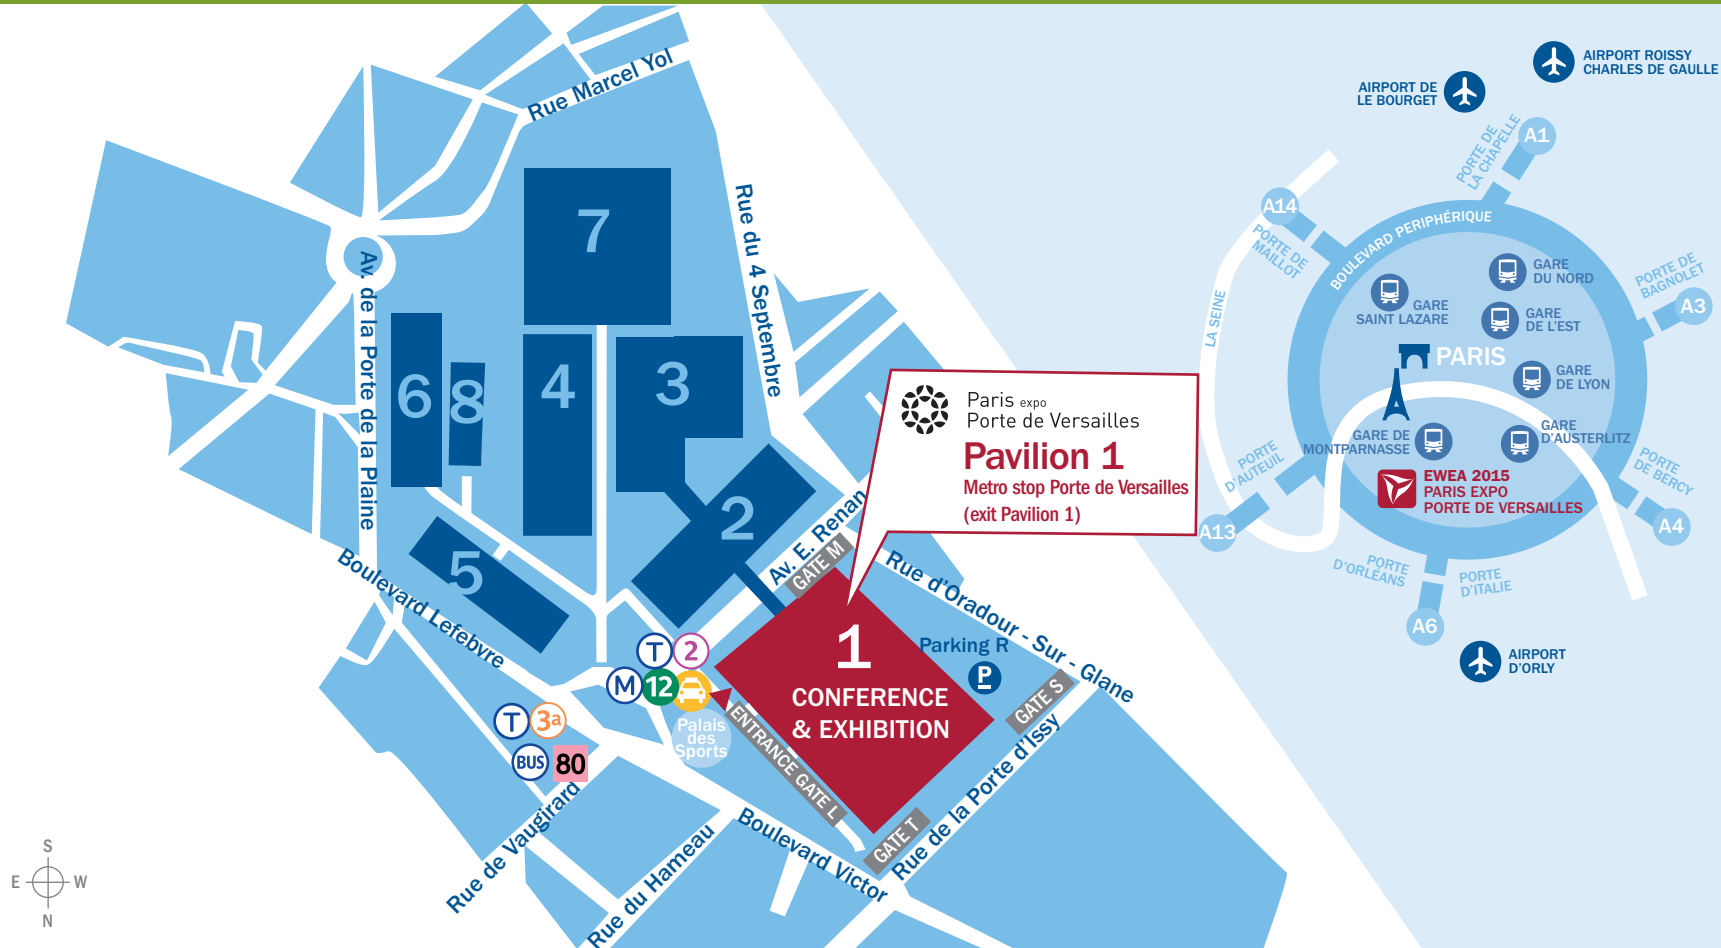 Rue Marcel Yol
7
Rue du 4 Septembre
Av. de la Porte de la Plaine
6
8
4
3
2
5
Boulevard Lefebvre
Av. E. Renan
GATE M
Paris expo
Porte de Versailles
Pavilion 1
Metro stop Porte de Versailles
(exit Pavilion 1)
Rue d'Oradour - Sur - Glane
Parking R
P
1
CONFERENCE
& EXHIBITION
T 2
M 12
Palais
des
Sports
ENTRANCE GATE L
GATE S
GATE T
Rue de la Porte d'Issy
T 3a
BUS 80
Rue de Vaugirard
Rue du Hameau
Boulevard Victor
S
E
W
N
AIRPORT ROISSY
CHARLES DE GAULLE
AIRPORT DE
LE BOURGET
PORTE DE
LA CHAPELLE
A1
A14
PORTE DE
MAILLOT
BOULEVARD PERIPHÉRIQUE
GARE
DU NORD
PORTE DE
BAGNOLET
A3
GARE
SAINT LAZARE
GARE
DE L'EST
LA SEINE
PARIS
GARE
DE LYON
GARE DE
MONTPARNASSE
GARE
D'AUSTERLITZ
PORTE
D'AUTEUIL
A13
EWEA 2015
PARIS EXPO
PORTE DE VERSAILLES
PORTE
DE BERCY
A4
PORTE
D'ORLÉANS
PORTE
D'ITALIE
A6
AIRPORT
D'ORLY